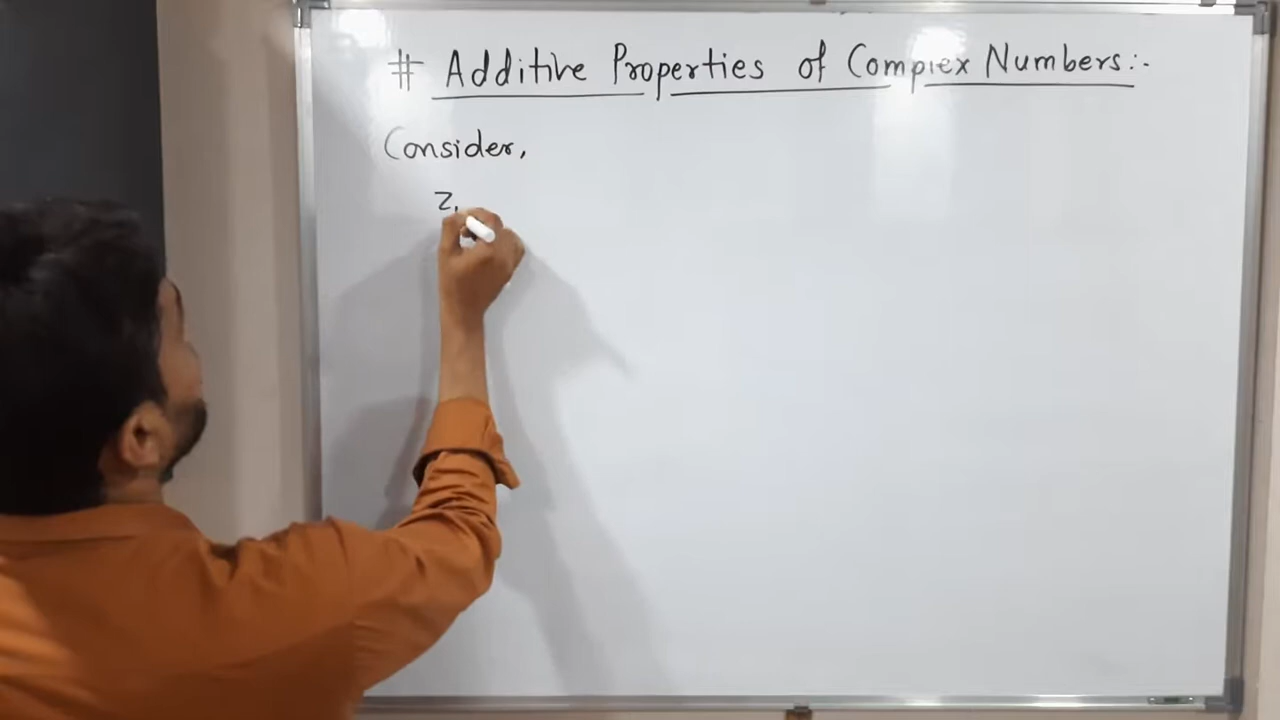 # Additive Properties of Complex Numbers:-
Consider,
z